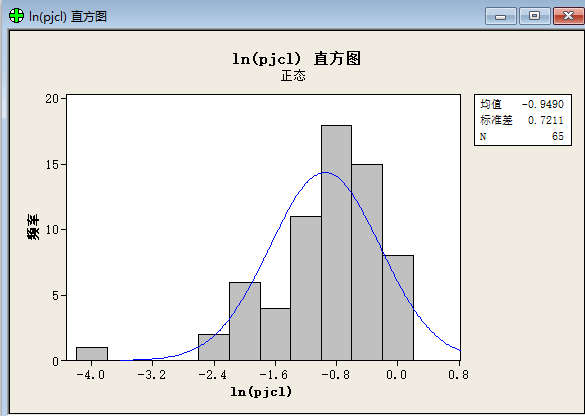 ln(pjcl) 直方图
ln(pjcl) 直方图
正态
均值 -0.9490
标准差 0.7211
N 65
频率
20
15
10
5
0
-4.0 -3.2 -2.4 -1.6 -0.8 0.0 0.8
ln(pjcl)